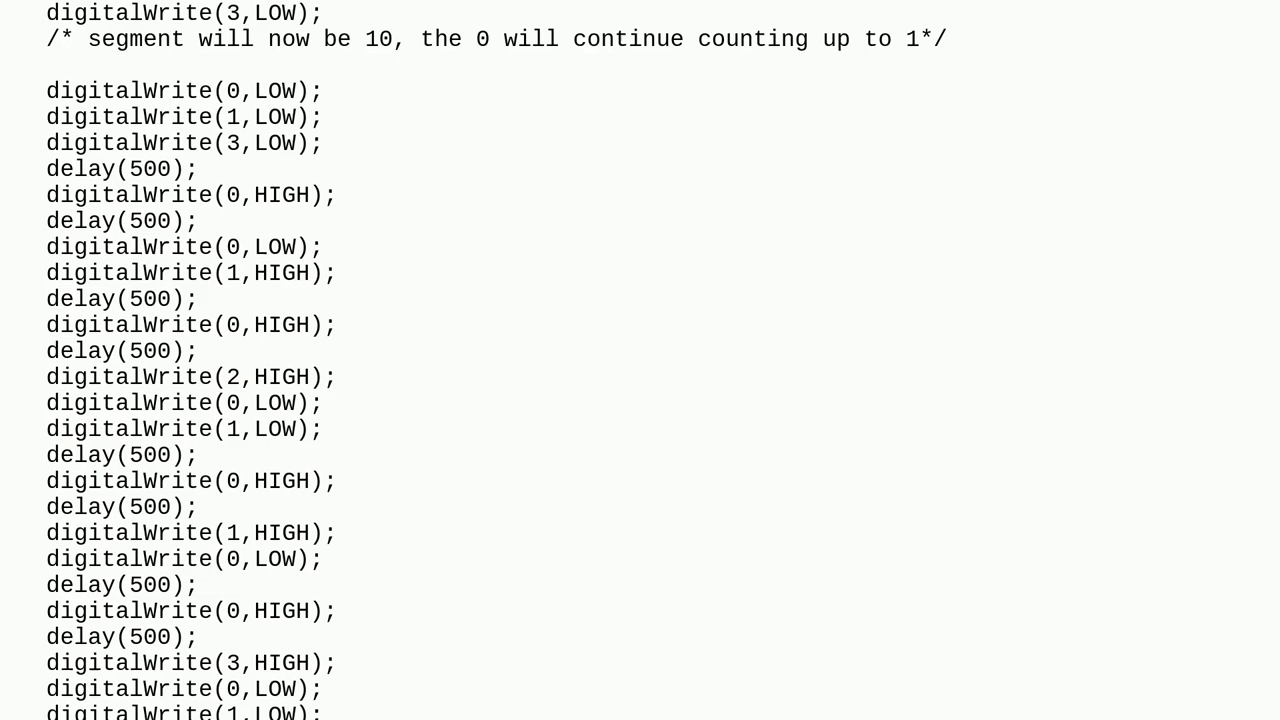 digitalWrite(3,LOW);
/* segment will now be 10, the 0 will continue counting up to 1*/
digitalWrite(0,LOW);
digitalWrite(1,LOW);
digitalWrite(3,LOW);
delay(500);
digitalWrite(0,HIGH);
delay(500);
digitalWrite(0,LOW);
digitalWrite(1,HIGH);
delay(500);
digitalWrite(0,HIGH);
delay(500);
digitalWrite(2,HIGH);
digitalWrite(0,LOW);
digitalWrite(1,LOW);
delay(500);
digitalWrite(0,HIGH);
delay(500);
digitalWrite(1,HIGH);
digitalWrite(0,LOW);
delay(500);
digitalWrite(0,HIGH);
delay(500);
digitalWrite(3,HIGH);
digitalWrite(0,LOW);
digitalWrite(1,LOW);